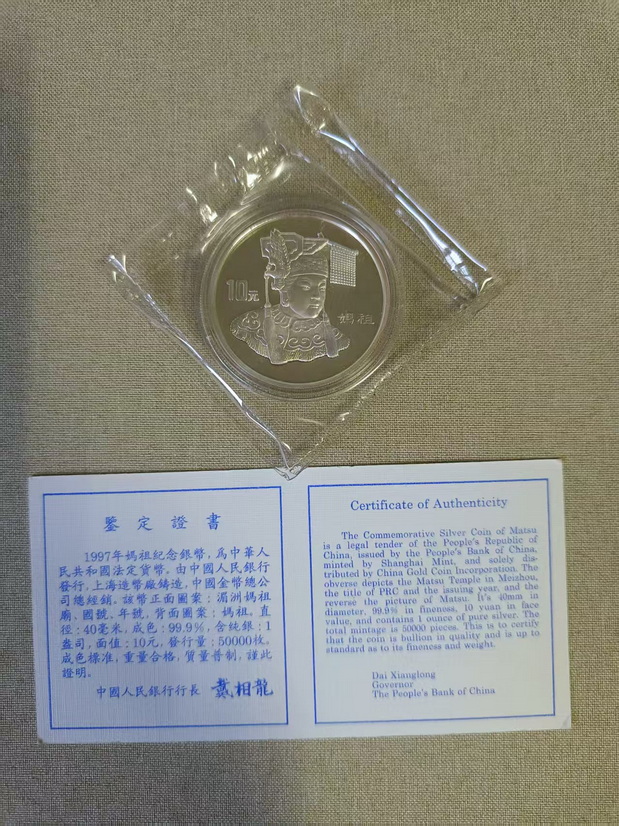 10元
媽祖
鑒定證書
1997年媽祖紀念銀幣，爲中華人
民共和國法定貨幣，由中國人民銀行
發行，上海造幣廠鑄造，中國金幣總公
司總經銷，該幣正面圖案：湄洲媽祖
廟、國號、年號，背面圖案：媽祖，直
徑：40毫米，成色：99.9%，含純銀：1
盎司，面值：10元，發行量：50000枚。
成色標准，重量合格，質量普制，謹此
證明。
中國人民銀行行長 戴相龍
Certificate of Authenticity
The Commemorative Silver Coin of Matsu
is a legal tender of the People's Republic of
China, issued by the People's Bank of China,
minted by Shanghai Mint, and solely dis-
tributed by China Gold Coin Incorporation. The
obverse depicts the Matsu Temple in Meizhou,
the title of PRC and the issuing year, and the
reverse the picture of Matsu. It's 40mm in
diameter, 99.9% in fineness, 10 yuan in face
value, and contains 1 ounce of pure silver. The
total mintage is 50000 pieces. This is to certify
that the coin is bullion in quality and is up to
standard as to its fineness and weight.
Dai Xianglong
Governor
The People's Bank of China